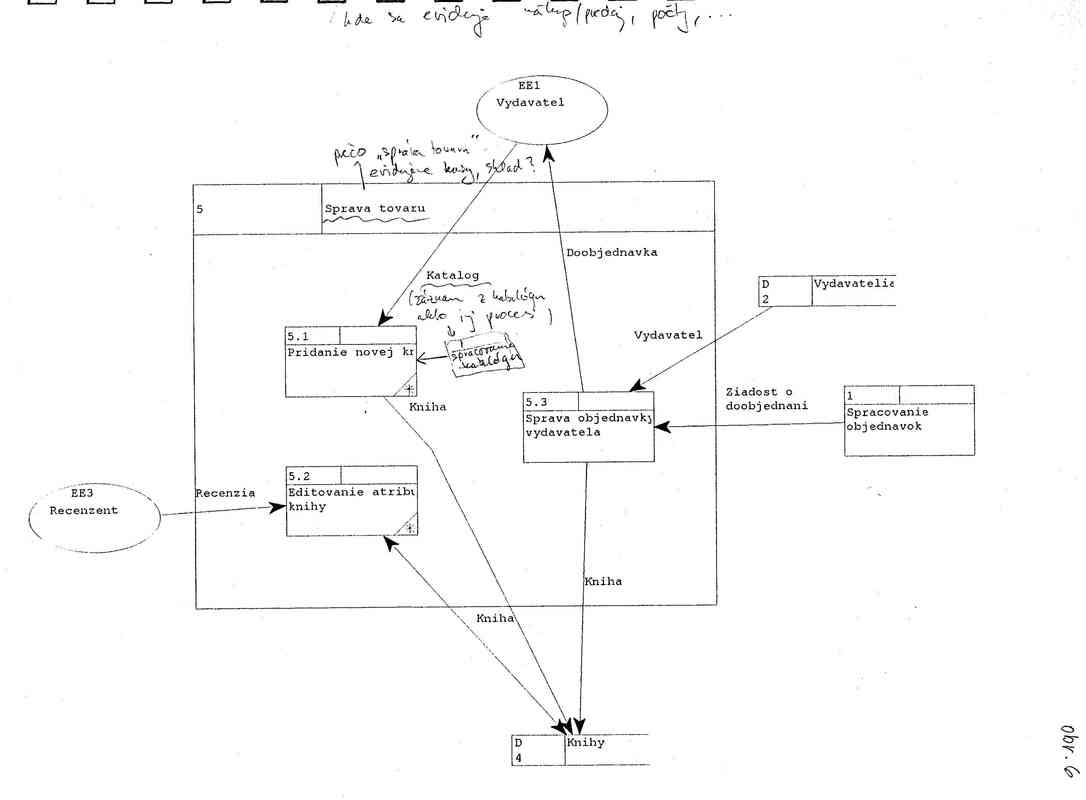 kde sa eviduje nákup/predaj, počty, ...
EE1
Vydavatel
prečo „správa tovaru"
evidujeme kusy, sklad?
5
Sprava tovaru
Doobjednavka
Katalog
(záznam z katalógu
alebo iný proces)
D
2
Vydavatelia
Vydavatel
5.1
Pridanie novej kr
*
spracovanie
katalógu
Kniha
5.3
Sprava objednavky
vydavatela
Ziadost o
doobjednani
1
Spracovanie
objednavok
EE3
Recenzent
Recenzia
5.2
Editovanie atribu
knihy
*
Kniha
Kniha
D
4
Knihy
obr. 6